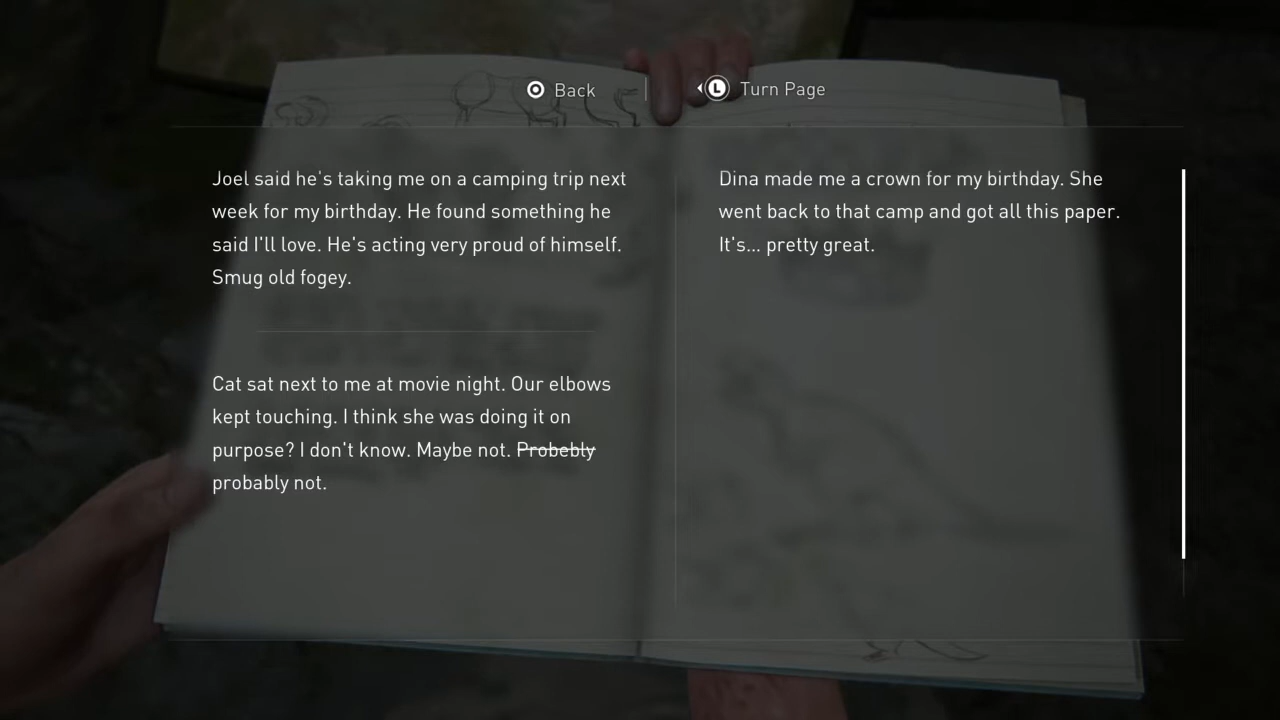 Back
L Turn Page
Joel said he's taking me on a camping trip next
week for my birthday. He found something he
said I'll love. He's acting very proud of himself.
Smug old fogey.
Cat sat next to me at movie night. Our elbows
kept touching. I think she was doing it on
purpose? I don't know. Maybe not. Probebly
probably not.
Dina made me a crown for my birthday. She
went back to that camp and got all this paper.
It's... pretty great.